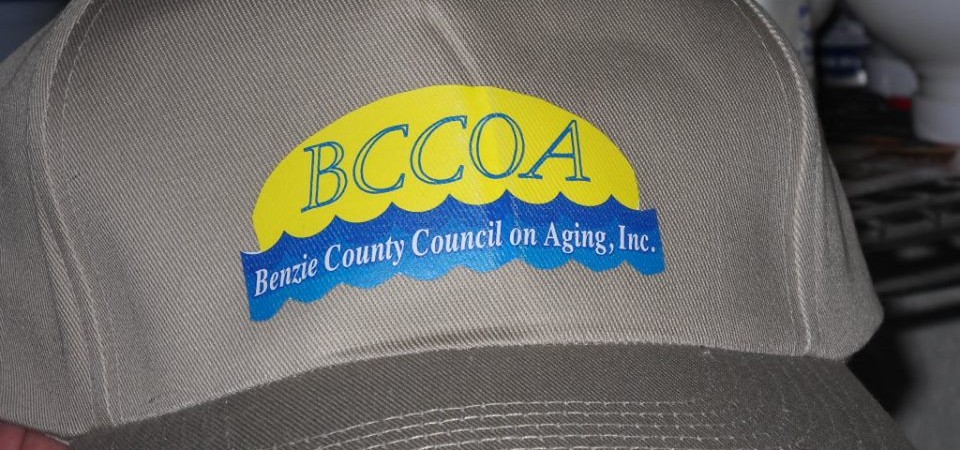 BCCOA
Benzie County Council on Aging, Inc.